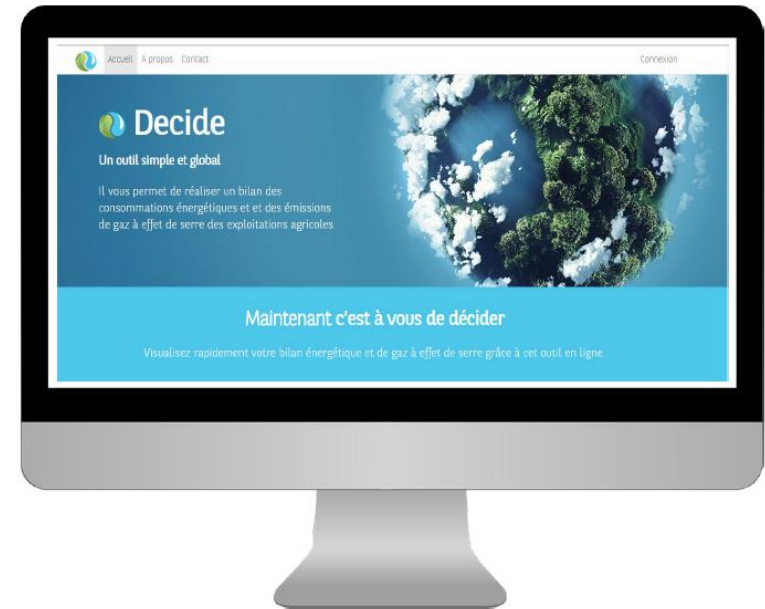 Accueil A propos Contact Connexion
Decide
Un outil simple et global
Il vous permet de réaliser un bilan des
consommations énergétiques et et des émissions
de gaz à effet de serre des exploitations agricoles
Maintenant c'est à vous de décider
Visualisez rapidement votre bilan énergétique et de gaz à effet de serre grâce à cet outil en ligne